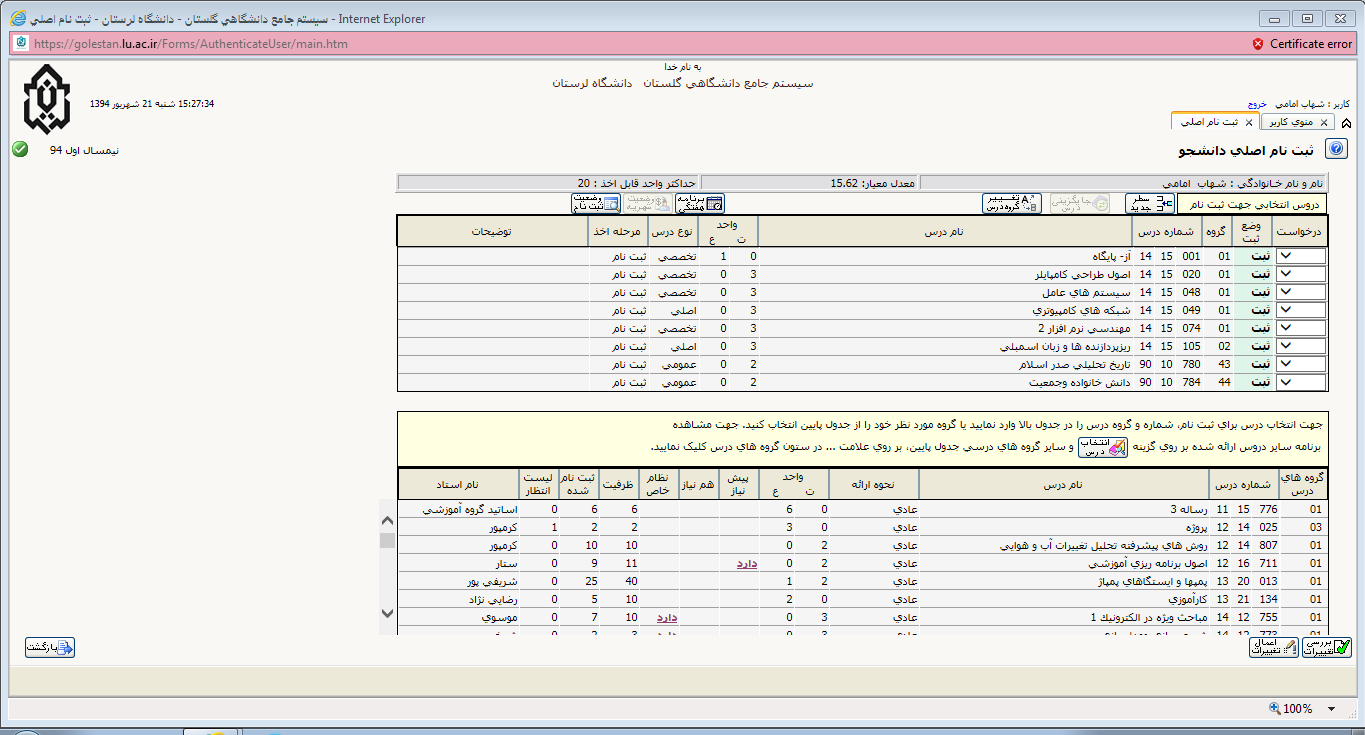 سيستم جامع دانشگاهي گلستان - دانشگاه لرستان - ثبت نام اصلي - Internet Explorer
https://golestan.lu.ac.ir/Forms/AuthenticateUser/main.htm Certificate error
به نام خدا
سيستم جامع دانشگاهي گلستان دانشگاه لرستان
کاربر : شهاب امامي خروج
15:27:34 شنبه 21 شهريور 1394
منوي کاربر ثبت نام اصلي
ثبت نام اصلي دانشجو
نيمسال اول 94
نام و نام خانوادگي : شهاب امامي معدل معيار: 15.62 حداکثر واحد قابل اخذ : 20
دروس انتخابي جهت ثبت نام سطر جديد جايگزيني درس تغيير گروه درس برنامه هفتگي وضعيت شهريه وضعيت ثبت نام
درخواست وضع ثبت گروه شماره درس نام درس واحد ت ع نوع درس مرحله اخذ توضيحات
ثبت 01 001 15 14 آز- پايگاه 0 1 تخصصي ثبت نام
ثبت 01 020 15 14 اصول طراحي کامپايلر 3 0 تخصصي ثبت نام
ثبت 01 048 15 14 سيستم هاي عامل 3 0 تخصصي ثبت نام
ثبت 01 049 15 14 شبکه هاي کامپيوتري 3 0 اصلي ثبت نام
ثبت 01 074 15 14 مهندسي نرم افزار 2 3 0 تخصصي ثبت نام
ثبت 02 105 15 14 ريزپردازنده ها و زبان اسمبلي 3 0 اصلي ثبت نام
ثبت 43 780 10 90 تاريخ تحليلي صدر اسلام 2 0 عمومي ثبت نام
ثبت 44 784 10 90 دانش خانواده وجمعيت 2 0 عمومي ثبت نام
جهت انتخاب درس براي ثبت نام، شماره و گروه درس را در جدول بالا وارد نماييد يا گروه مورد نظر خود را از جدول پايين انتخاب کنيد. جهت مشاهده
برنامه ساير دروس ارائه شده بر روي گزينه انتخاب درس و ساير گروه هاي درسي جدول پايين، بر روي علامت ... در ستون گروه هاي درس کليک نماييد.
گروه هاي درس شماره درس نام درس نحوه ارائه واحد ت ع پيش نياز هم نياز نظام خاص ظرفيت ثبت نام شده ليست انتظار نام استاد
01 776 15 11 رساله 3 عادي 0 6 6 6 0 اساتيد گروه آموزشي
03 025 14 12 پروژه عادي 0 3 2 2 1 کرمپور
01 807 14 12 روش هاي پيشرفته تحليل تغييرات آب و هوايي عادي 2 0 10 10 0 کرمپور
01 711 16 12 اصول برنامه ريزي آموزشي عادي 2 0 دارد 11 9 0 ستار
01 013 20 13 پمپها و ايستگاهاي پمپاژ عادي 2 1 40 25 0 شريفي پور
01 134 21 13 کارآموزي عادي 0 2 10 5 0 رضايي نژاد
01 755 12 14 مباحث ويژه در الکترونيك 1 عادي 3 0 دارد 10 7 0 موسوي
بررسي تغييرات اعمال تغييرات بازگشت
100%